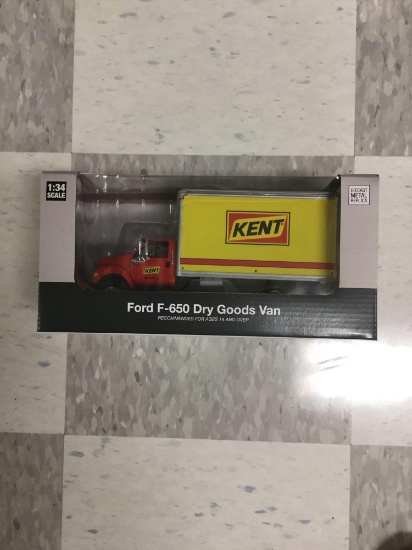 1:34
SCALE
DIECAST
METAL
REPLICA
KENT
KENT
Ford F-650 Dry Goods Van
RECOMMENDED FOR AGES 14 AND OVER